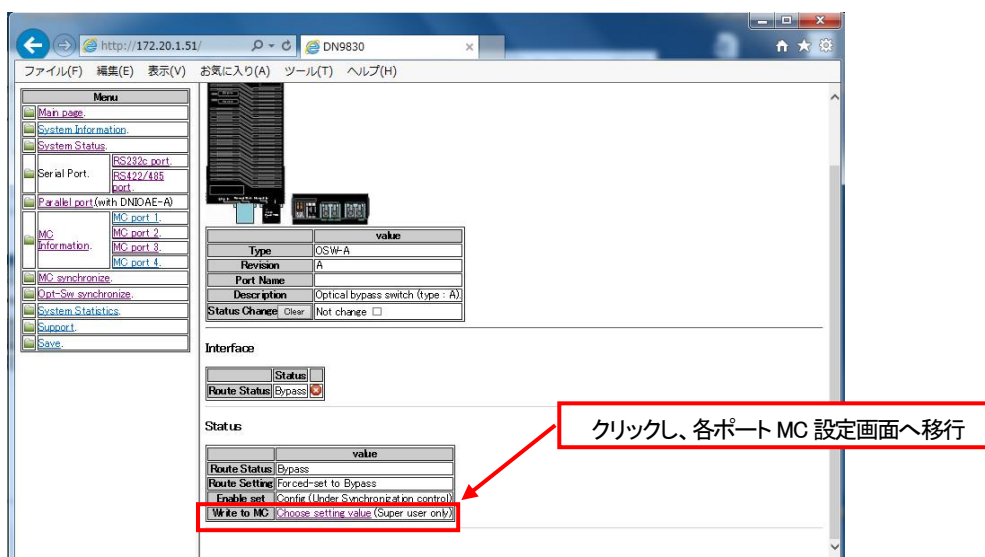 http://172.20.1.51/
DN9830
ファイル(F) 編集(E) 表示(V) お気に入り(A) ツール(T) ヘルプ(H)
Menu
Main page.
System Information.
System Status.
Serial Port.
RS232c port.
RS422/485
port.
Parallel port.(with DNIOAE-A)
MC
Information.
MC port 1.
MC port 2.
MC port 3.
MC port 4.
MC synchronize.
Opt-Sw synchronize.
System Statistics.
Support.
Save.
value
Type OSW-A
Revision A
Port Name
Description Optical bypass switch (type : A)
Status Change Clear Not change
Interface
Status
Route Status Bypass
Status
value
Route Status Bypass
Route Setting Forced-set to Bypass
Enable set Config (Under Synchronization control)
Write to MC Choose setting value (Super user only)
クリックし、各ポート MC 設定画面へ移行